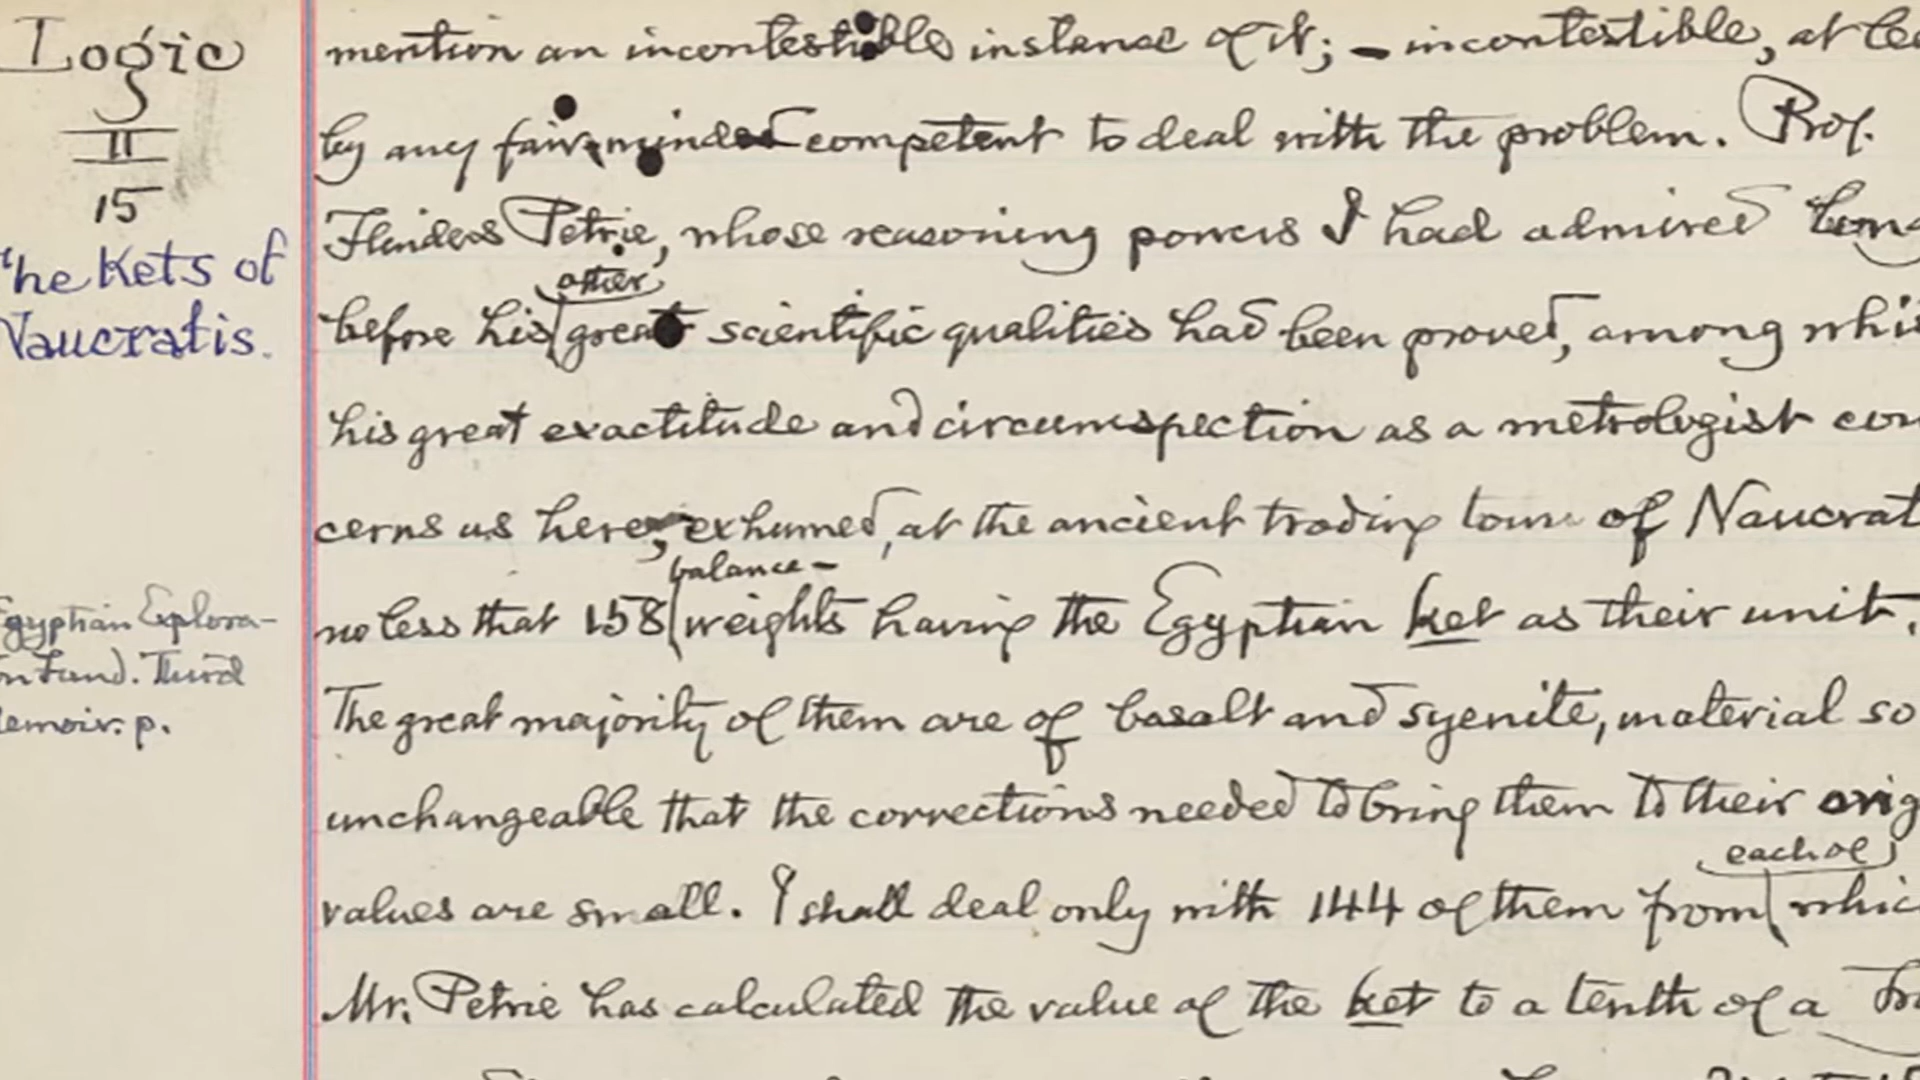 Logic
II
15
The Kets of
Naucratis.
Egyptian Explora-
on Fund. Third
Memoir. p.
mention an incontestible instance of it; – incontestible, at lea
by any fair-minded competent to deal with the problem. Prof.
Flinders Petrie, whose reasoning powers I had admired long
other
before his great scientific qualities had been proved, among whi
his great exactitude and circumspection as a metrologist con
cerns us here, exhumed, at the ancient trading town of Naucrat
balance-
no less that 158 weights having the Egyptian ket as their unit.
The great majority of them are of basalt and syenite, material so
unchangeable that the corrections needed to bring them to their orig
each of
values are small. I shall deal only with 144 of them from whic
Mr. Petrie has calculated the value of the ket to a tenth of a